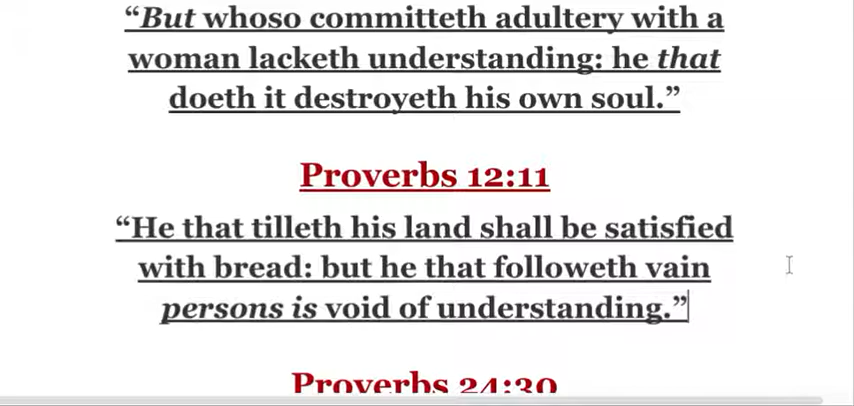 “But whoso committeth adultery with a
woman lacketh understanding: he that
doeth it destroyeth his own soul.”
Proverbs 12:11
“He that tilleth his land shall be satisfied
with bread: but he that followeth vain
persons is void of understanding.”
Proverbs 24:30